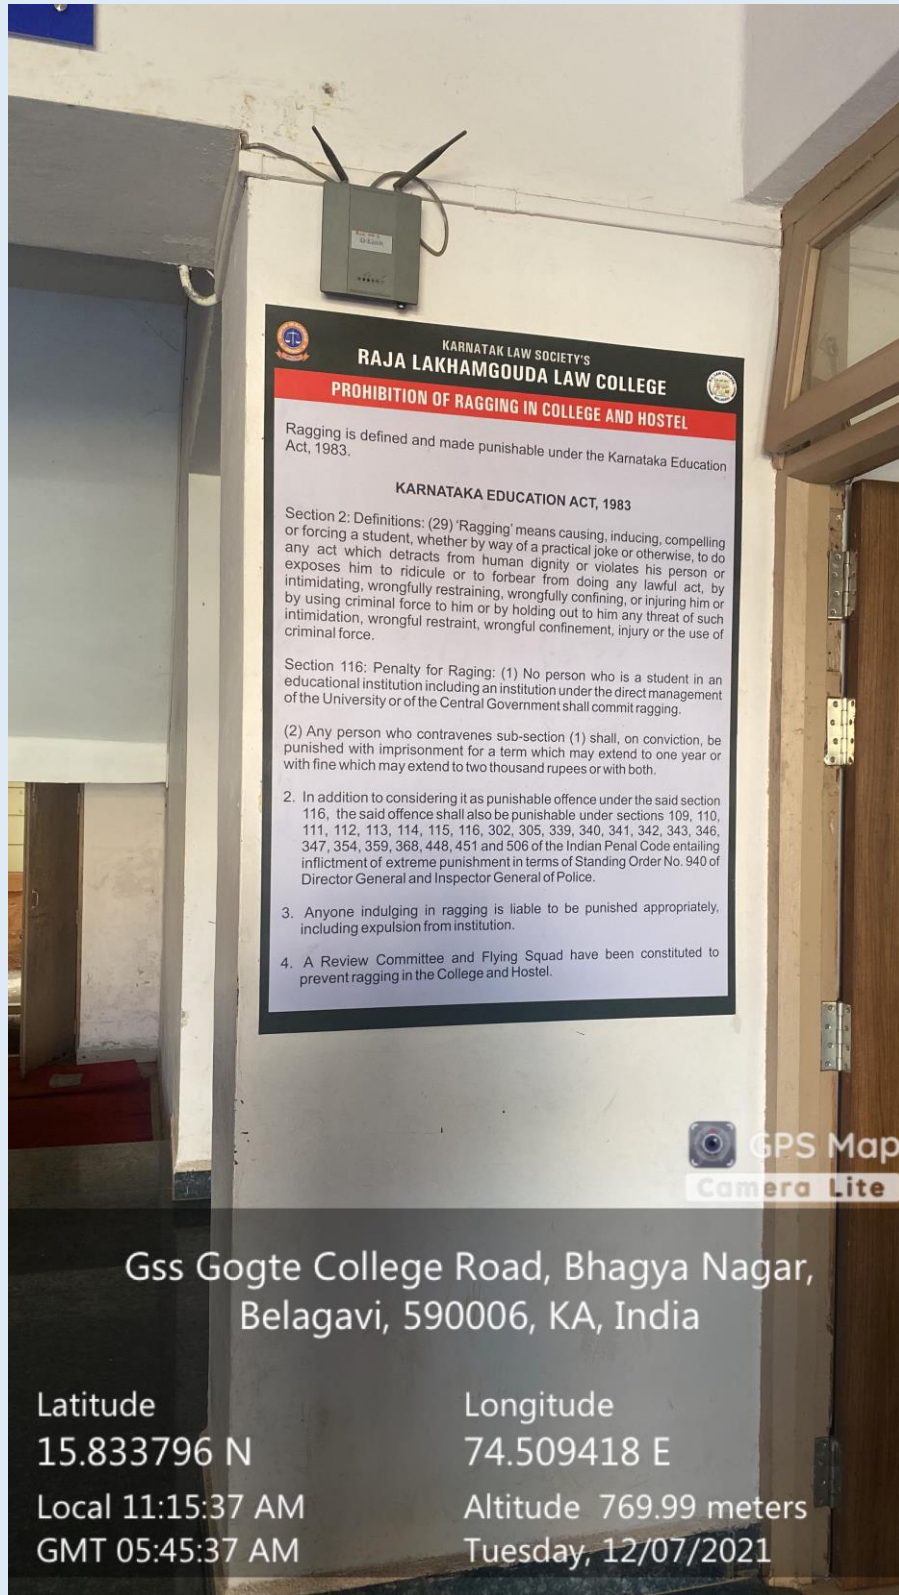 D-Link
KARNATAK LAW SOCIETY'S
RAJA LAKHAMGOUDA LAW COLLEGE
PROHIBITION OF RAGGING IN COLLEGE AND HOSTEL
Ragging is defined and made punishable under the Karnataka Education
Act, 1983.
KARNATAKA EDUCATION ACT, 1983
Section 2: Definitions: (29) 'Ragging' means causing, inducing, compelling
or forcing a student, whether by way of a practical joke or otherwise, to do
any act which detracts from human dignity or violates his person or
exposes him to ridicule or to forbear from doing any lawful act, by
intimidating, wrongfully restraining, wrongfully confining, or injuring him or
by using criminal force to him or by holding out to him any threat of such
intimidation, wrongful restraint, wrongful confinement, injury or the use of
criminal force.
Section 116: Penalty for Raging: (1) No person who is a student in an
educational institution including an institution under the direct management
of the University or of the Central Government shall commit ragging.
(2) Any person who contravenes sub-section (1) shall, on conviction, be
punished with imprisonment for a term which may extend to one year or
with fine which may extend to two thousand rupees or with both.
2. In addition to considering it as punishable offence under the said section
116, the said offence shall also be punishable under sections 109, 110,
111, 112, 113, 114, 115, 116, 302, 305, 339, 340, 341, 342, 343, 346,
347, 354, 359, 368, 448, 451 and 506 of the Indian Penal Code entailing
inflictment of extreme punishment in terms of Standing Order No. 940 of
Director General and Inspector General of Police.
3. Anyone indulging in ragging is liable to be punished appropriately,
including expulsion from institution.
4. A Review Committee and Flying Squad have been constituted to
prevent ragging in the College and Hostel.
GPS Map
Camera Lite
Gss Gogte College Road, Bhagya Nagar,
Belagavi, 590006, KA, India
Latitude
15.833796 N
Longitude
74.509418 E
Local 11:15:37 AM
GMT 05:45:37 AM
Altitude 769.99 meters
Tuesday, 12/07/2021